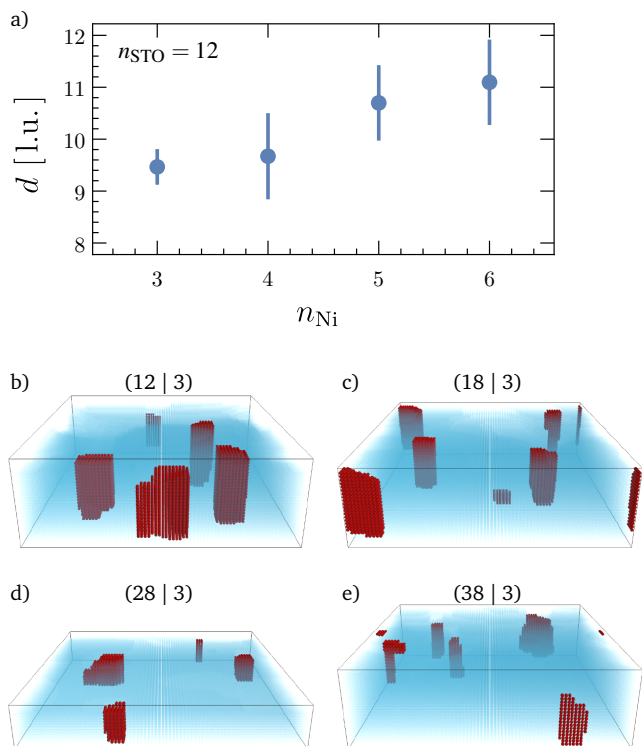 a)
n_STO = 12
d [ l.u. ]
12
11
10
9
8
3 4 5 6
n_Ni
b) (12 | 3)
c) (18 | 3)
d) (28 | 3)
e) (38 | 3)